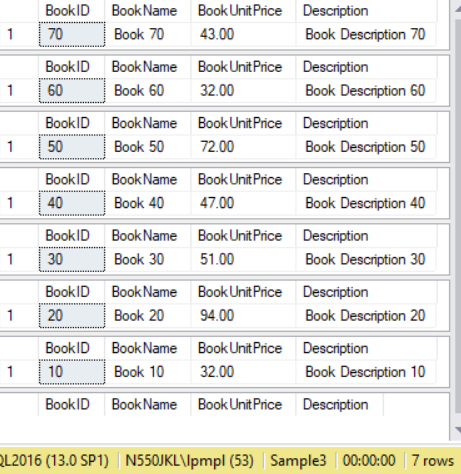 BookID BookName BookUnitPrice Description
1 70 Book 70 43.00 Book Description 70
BookID BookName BookUnitPrice Description
1 60 Book 60 32.00 Book Description 60
BookID BookName BookUnitPrice Description
1 50 Book 50 72.00 Book Description 50
BookID BookName BookUnitPrice Description
1 40 Book 40 47.00 Book Description 40
BookID BookName BookUnitPrice Description
1 30 Book 30 51.00 Book Description 30
BookID BookName BookUnitPrice Description
1 20 Book 20 94.00 Book Description 20
BookID BookName BookUnitPrice Description
1 10 Book 10 32.00 Book Description 10
BookID BookName BookUnitPrice Description
QL2016 (13.0 SP1) N550JKL\lpmpl (53) Sample3 00:00:00 7 rows